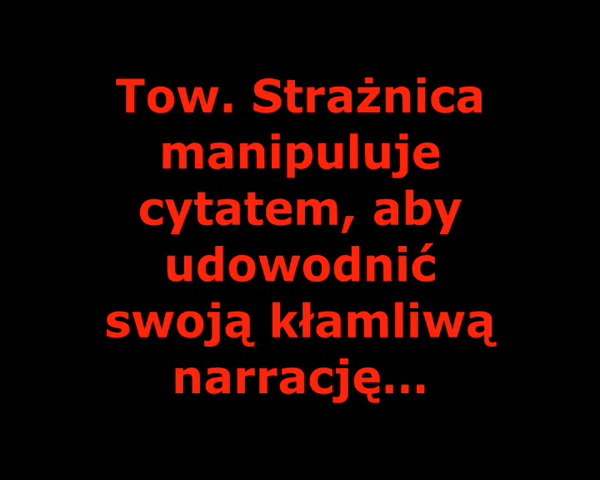 Tow. Strażnica
manipuluje
cytatem, aby
udowodnić
swoją kłamliwą
narrację...